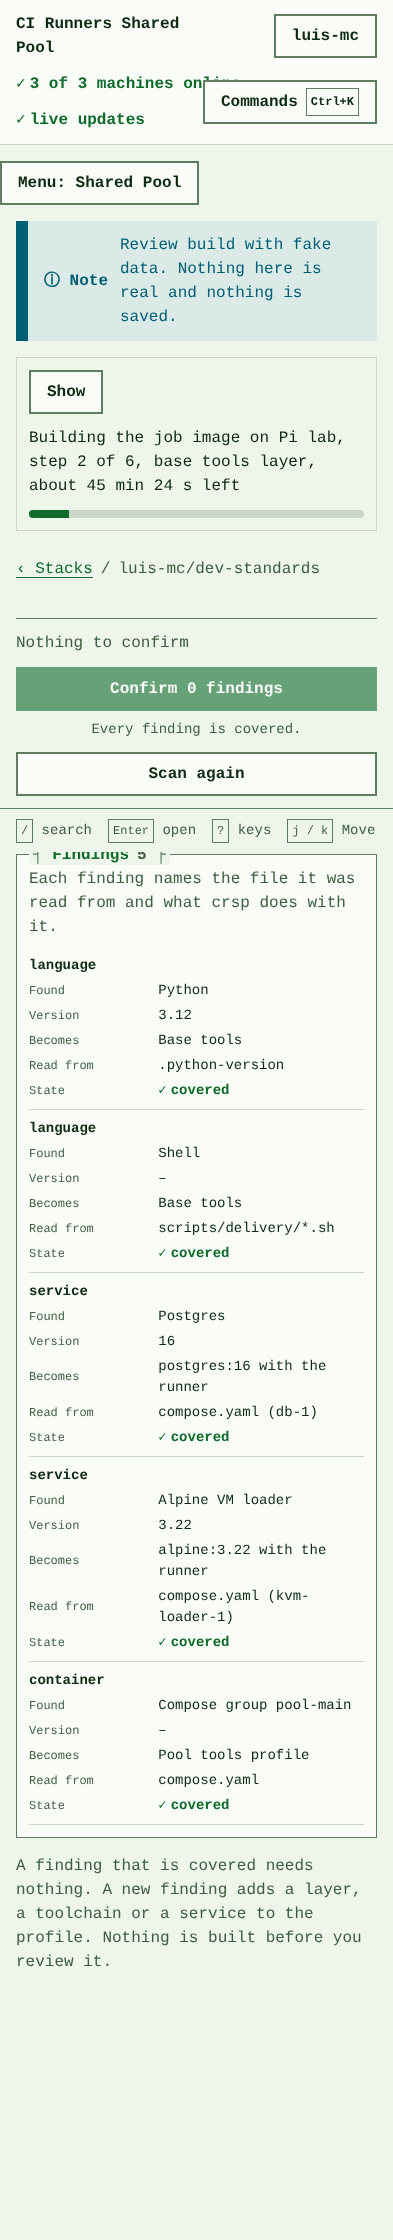 CI Runners Shared
Pool
luis-mc
✓ 3 of 3 machines online
Commands Ctrl+K
✓ live updates
Menu: Shared Pool
ⓘ Note
Review build with fake
data. Nothing here is
real and nothing is
saved.
Show
Building the job image on Pi lab,
step 2 of 6, base tools layer,
about 45 min 24 s left
‹ Stacks / luis-mc/dev-standards
Nothing to confirm
Confirm 0 findings
Every finding is covered.
Scan again
/ search Enter open ? keys j / k Move
Findings 5
Each finding names the file it was
read from and what crsp does with
it.
language
Found Python
Version 3.12
Becomes Base tools
Read from .python-version
State ✓ covered
language
Found Shell
Version –
Becomes Base tools
Read from scripts/delivery/*.sh
State ✓ covered
service
Found Postgres
Version 16
Becomes postgres:16 with the
runner
Read from compose.yaml (db-1)
State ✓ covered
service
Found Alpine VM loader
Version 3.22
Becomes alpine:3.22 with the
runner
Read from compose.yaml (kvm-
loader-1)
State ✓ covered
container
Found Compose group pool-main
Version –
Becomes Pool tools profile
Read from compose.yaml
State ✓ covered
A finding that is covered needs
nothing. A new finding adds a layer,
a toolchain or a service to the
profile. Nothing is built before you
review it.